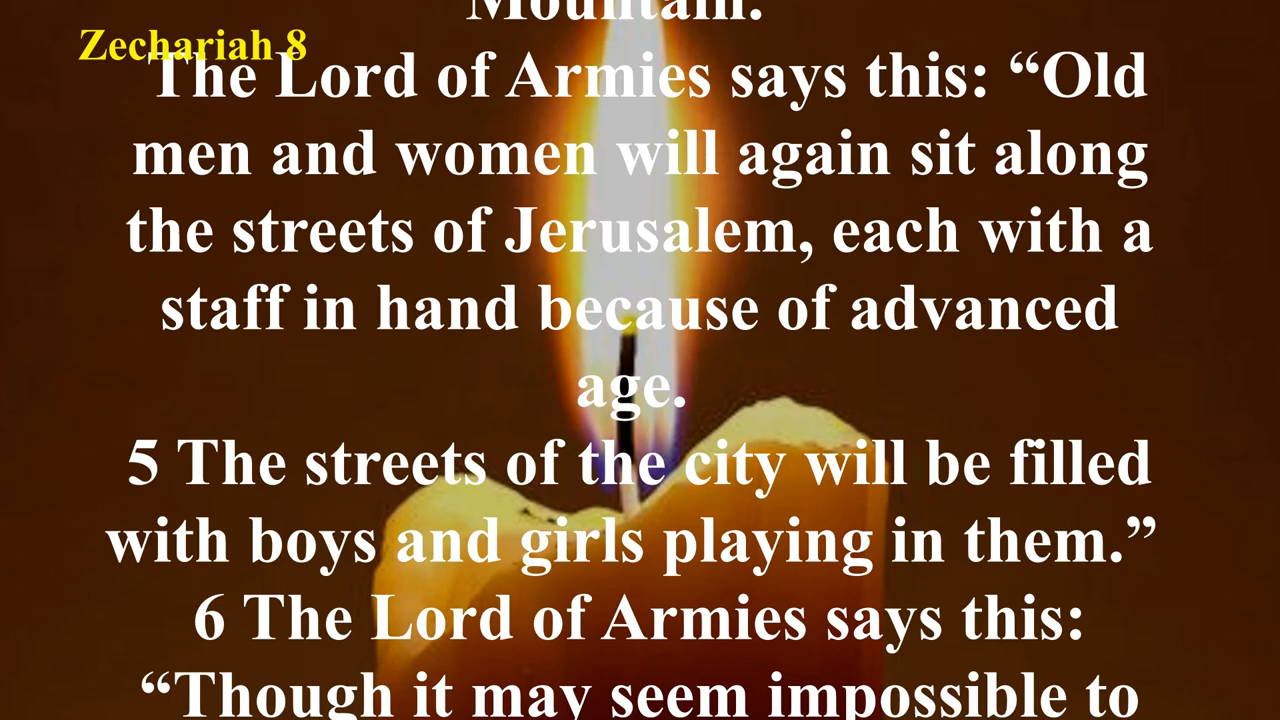 Mountain.
Zechariah 8
The Lord of Armies says this: “Old
men and women will again sit along
the streets of Jerusalem, each with a
staff in hand because of advanced
age.
5 The streets of the city will be filled
with boys and girls playing in them.”
6 The Lord of Armies says this:
“Though it may seem impossible to